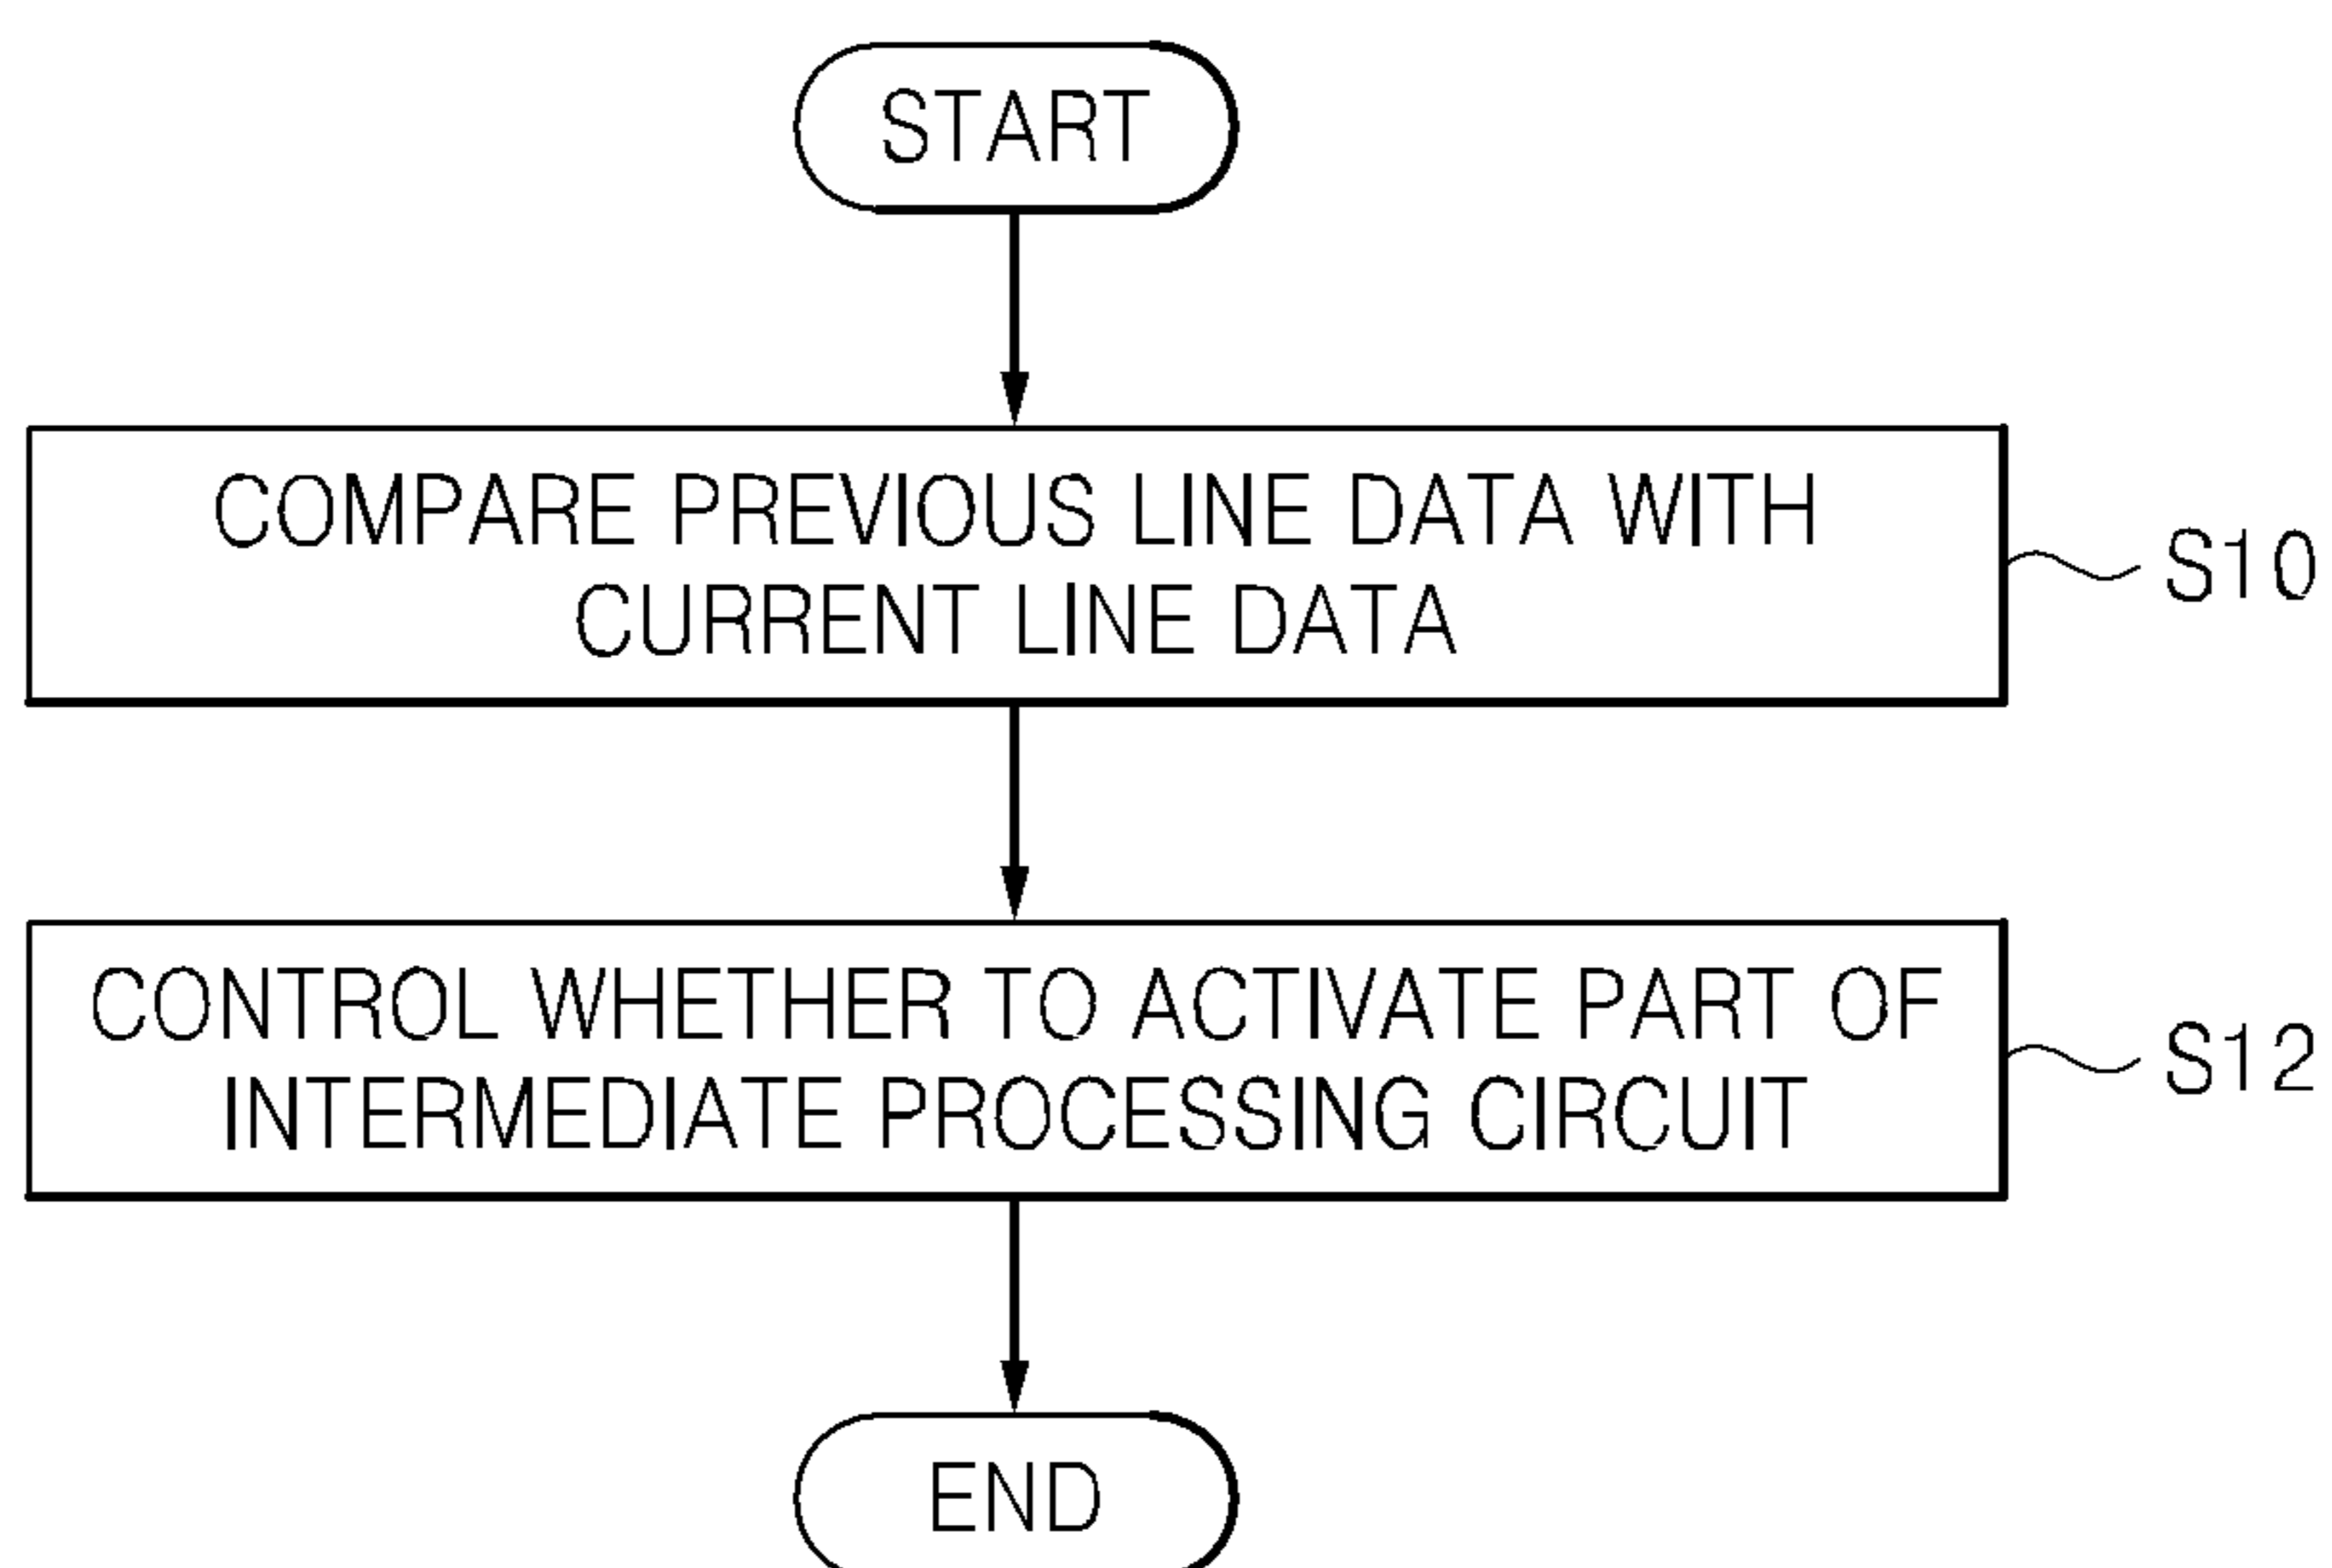 START
COMPARE PREVIOUS LINE DATA WITH
CURRENT LINE DATA
S10
CONTROL WHETHER TO ACTIVATE PART OF
INTERMEDIATE PROCESSING CIRCUIT
S12
END